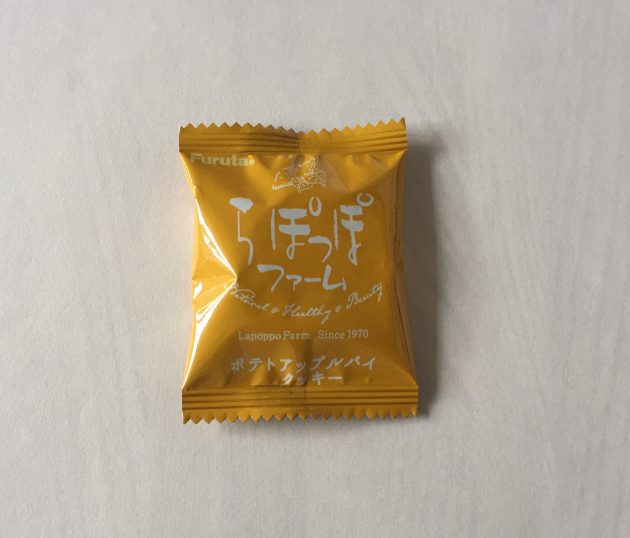 Furuta
らぽっぽ
ファーム
Natural & Healthy & Beauty
Lapoppo Farm Since 1970
ポテトアップルパイ
クッキー